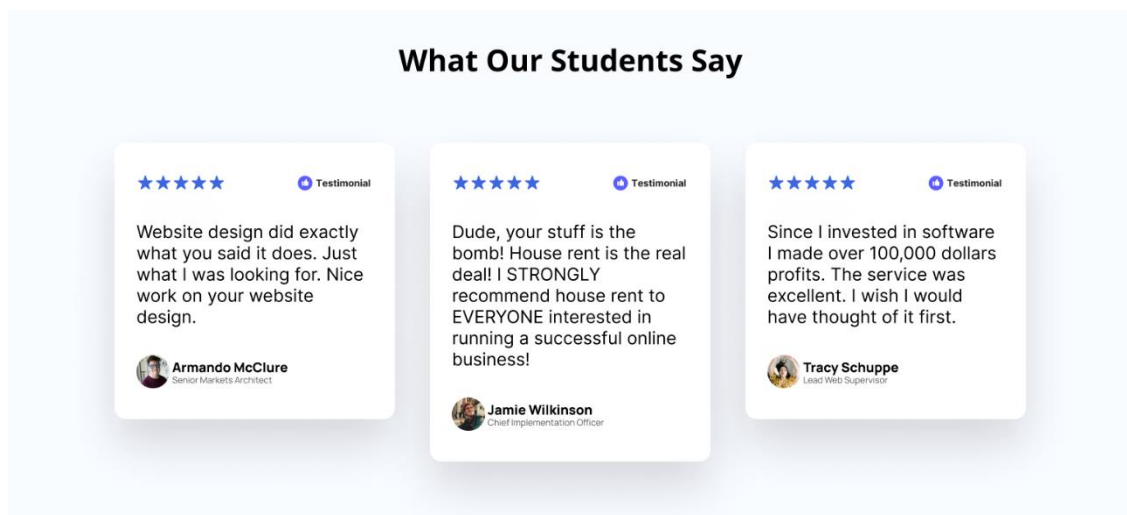 What Our Students Say
Testimonial
Website design did exactly
what you said it does. Just
what I was looking for. Nice
work on your website
design.
Armando McClure
Senior Markets Architect
Testimonial
Dude, your stuff is the
bomb! House rent is the real
deal! I STRONGLY
recommend house rent to
EVERYONE interested in
running a successful online
business!
Jamie Wilkinson
Chief Implementation Officer
Testimonial
Since I invested in software
I made over 100,000 dollars
profits. The service was
excellent. I wish I would
have thought of it first.
Tracy Schuppe
Lead Web Supervisor